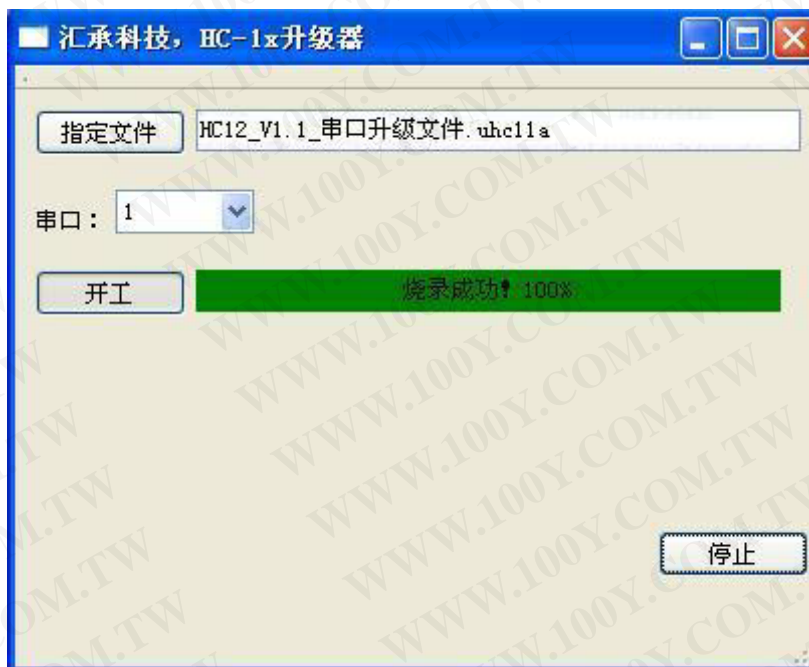 汇承科技，HC-1x升级器
指定文件 HC12_V1.1_串口升级文件.uhc11a
串口： 1
开工 烧录成功! 100%
停止
WWW.100Y.COM.TW